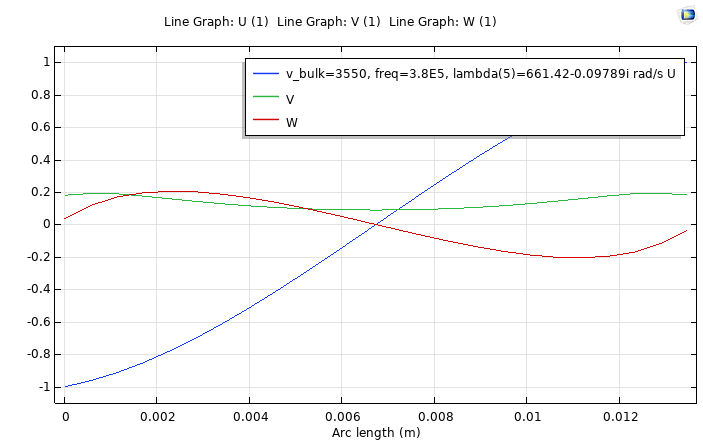 Line Graph: U (1) Line Graph: V (1) Line Graph: W (1)
v_bulk=3550, freq=3.8E5, lambda(5)=661.42-0.09789i rad/s U
V
W
1
0.8
0.6
0.4
0.2
0
-0.2
-0.4
-0.6
-0.8
-1
0 0.002 0.004 0.006 0.008 0.01 0.012
Arc length (m)